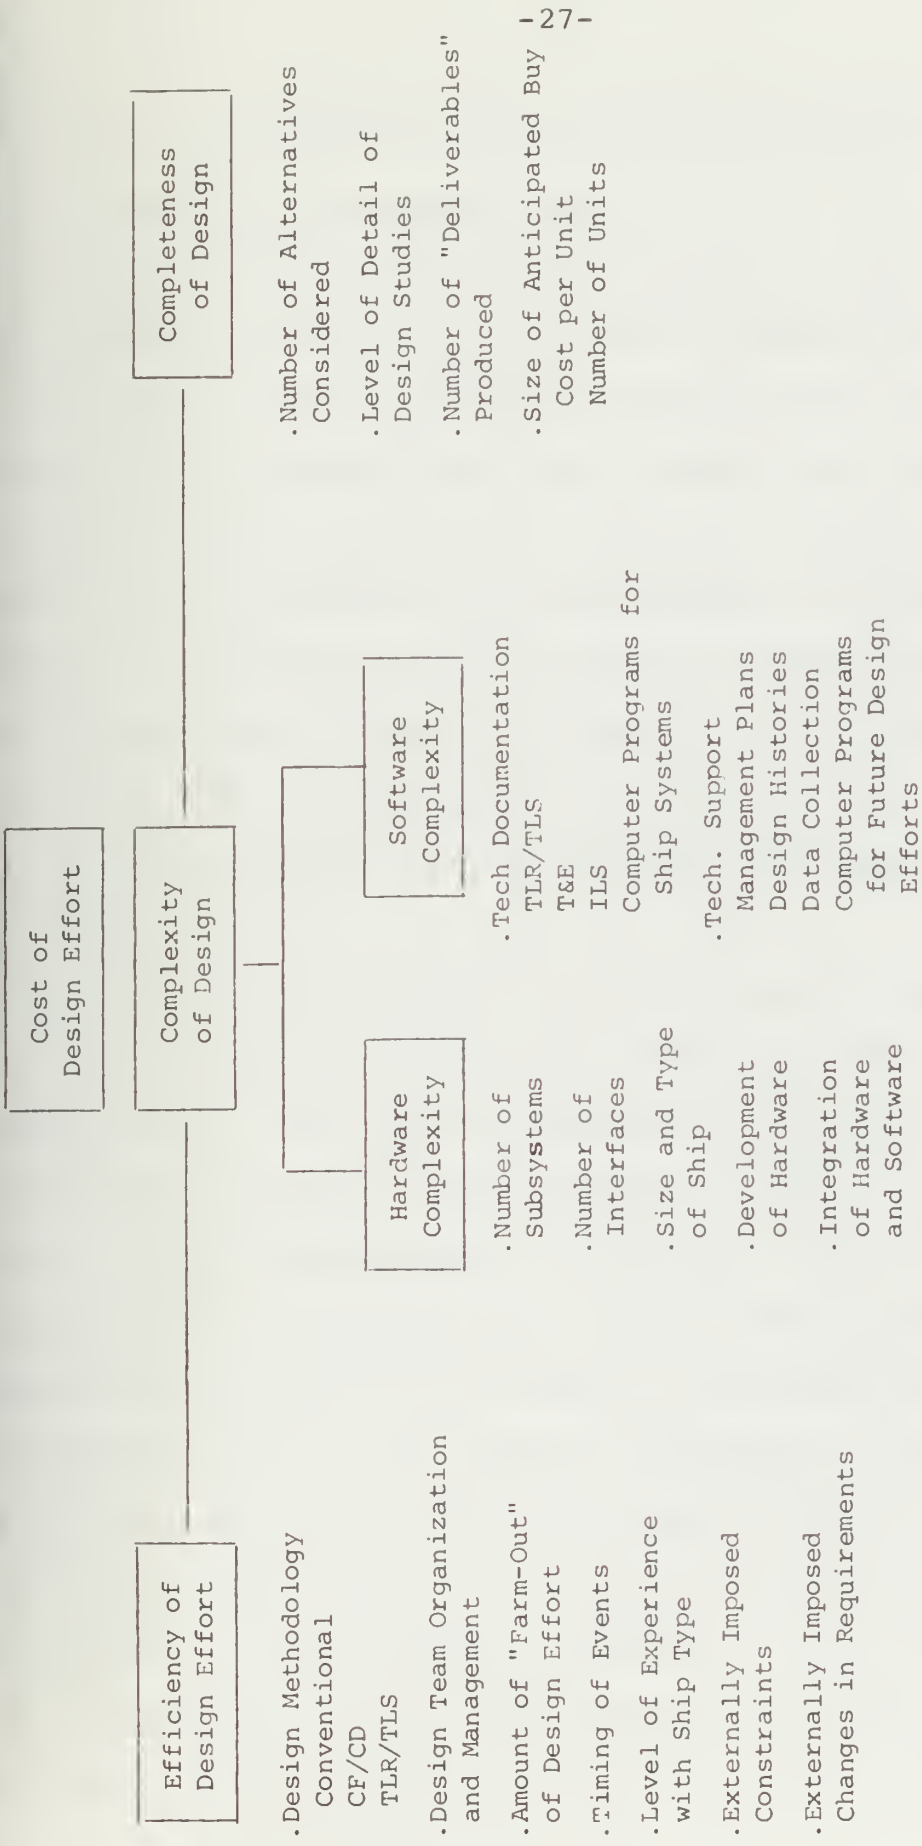 -27-
Cost of
Design Effort
Efficiency of
Design Effort
Complexity
of Design
Completeness
of Design
.Design Methodology
Conventional
CF/CD
TLR/TLS
.Design Team Organization
and Management
.Amount of "Farm-Out"
of Design Effort
.Timing of Events
.Level of Experience
with Ship Type
.Externally Imposed
Constraints
.Externally Imposed
Changes in Requirements
Hardware
Complexity
.Number of
Subsystems
.Number of
Interfaces
.Size and Type
of Ship
.Development
of Hardware
.Integration
of Hardware
and Software
Software
Complexity
.Tech Documentation
TLR/TLS
T&E
ILS
Computer Programs for
Ship Systems
.Tech. Support
Management Plans
Design Histories
Data Collection
Computer Programs
for Future Design
Efforts
.Number of Alternatives
Considered
.Level of Detail of
Design Studies
.Number of "Deliverables"
Produced
.Size of Anticipated Buy
Cost per Unit
Number of Units